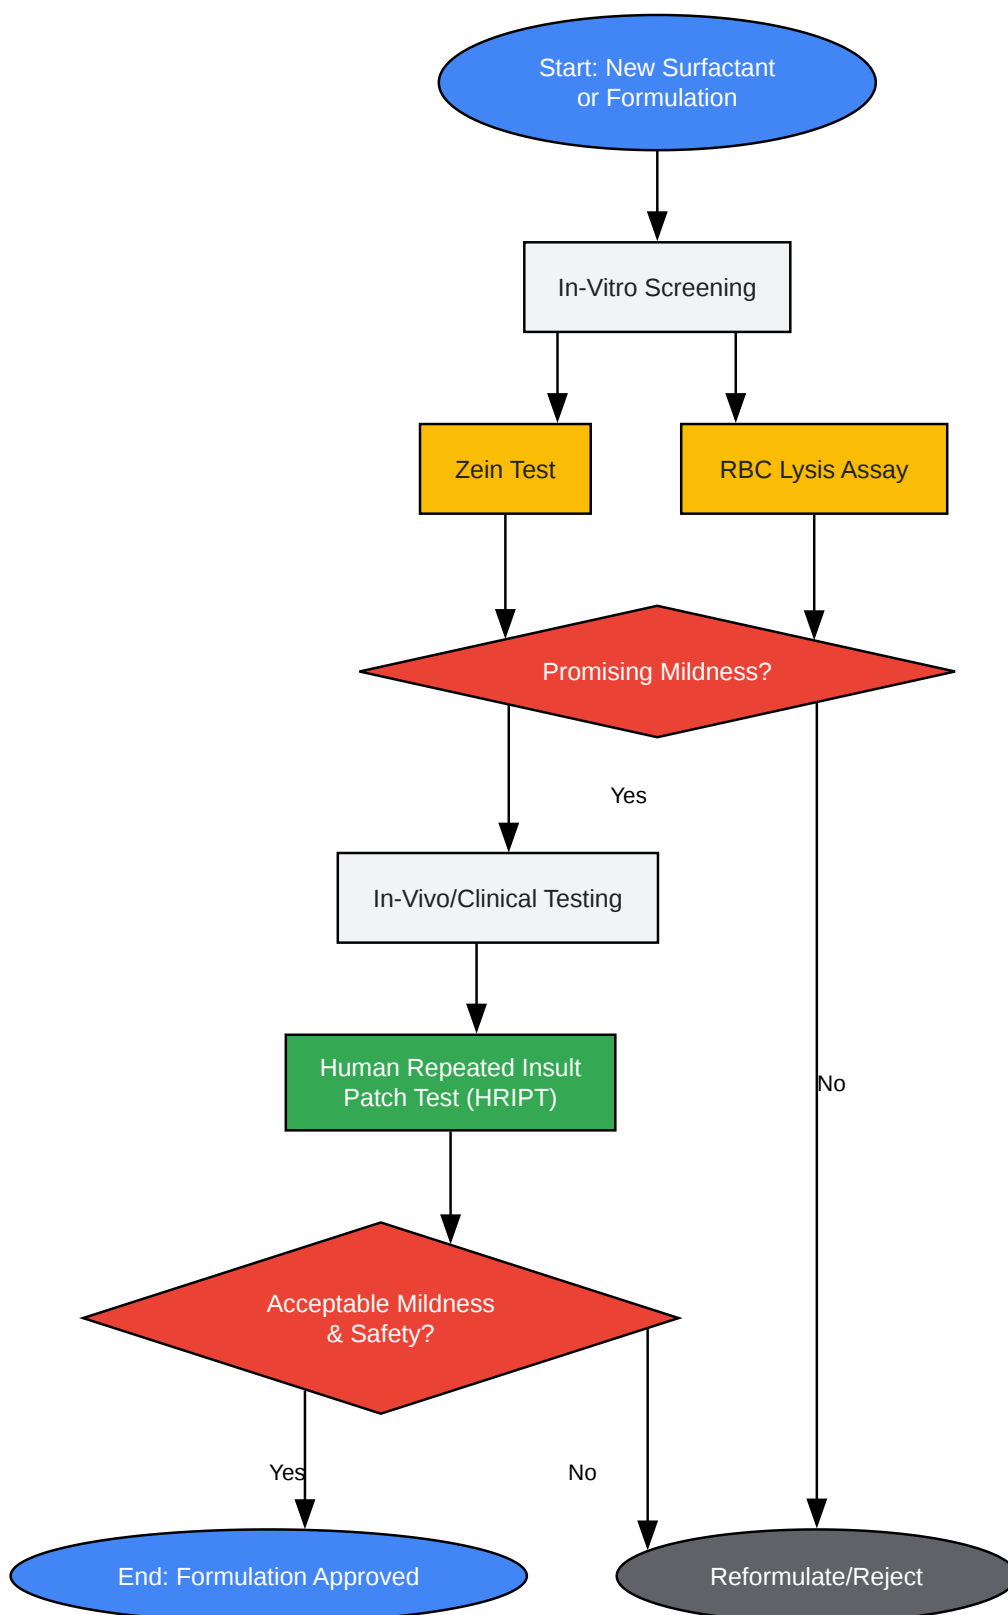 Start: New Surfactant
or Formulation
In-Vitro Screening
Zein Test
RBC Lysis Assay
Promising Mildness?
Yes
In-Vivo/Clinical Testing
Human Repeated Insult
Patch Test (HRIPT)
No
Acceptable Mildness
& Safety?
Yes
No
End: Formulation Approved
Reformulate/Reject